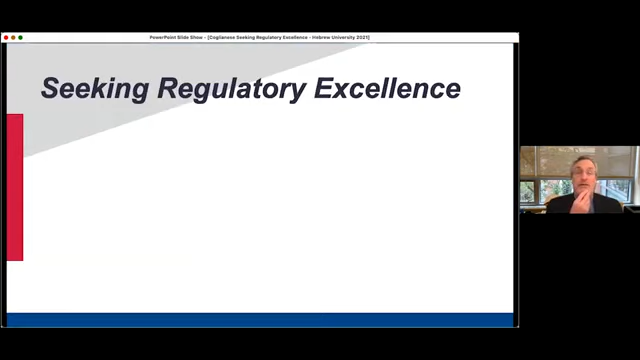 PowerPoint Slide Show - [Coglianese Seeking Regulatory Excellence - Hebrew University 2021]
Seeking Regulatory Excellence